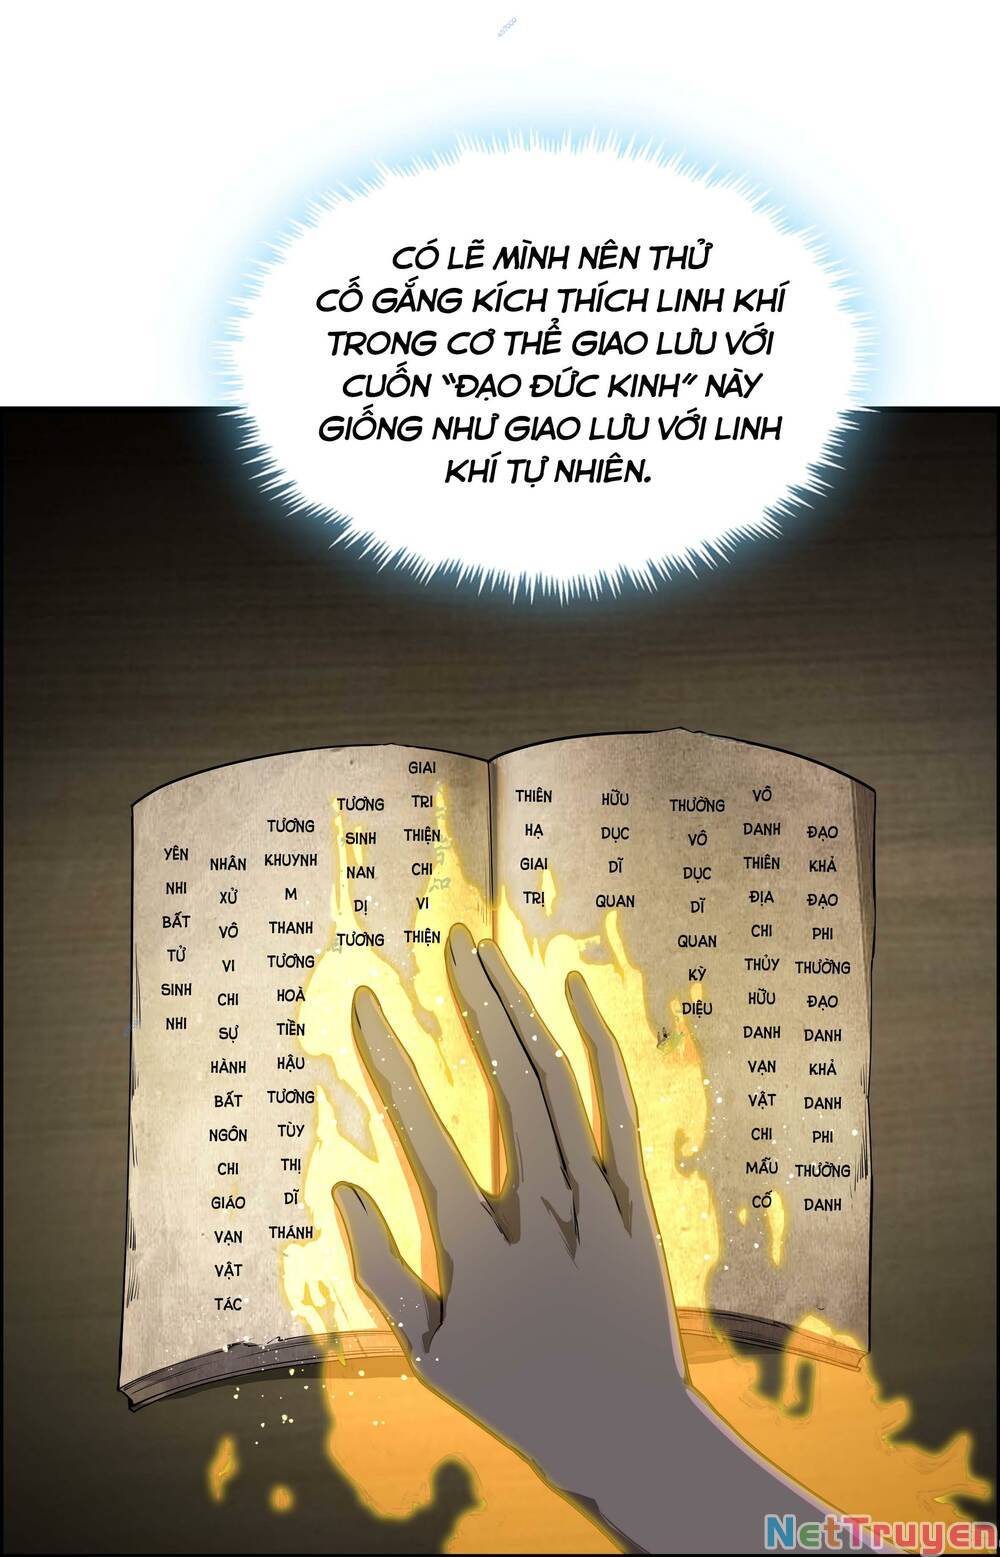 CÓ LẼ MÌNH NÊN THỬ
CỐ GẮNG KÍCH THÍCH LINH KHÍ
TRONG CƠ THỂ GIAO LƯU VỚI
CUỐN "ĐẠO ĐỨC KINH" NÀY
GIỐNG NHƯ GIAO LƯU VỚI LINH
KHÍ TỰ NHIÊN.
ĐẠO KHẢ ĐẠO PHI THƯỜNG ĐẠO DANH KHẢ DANH PHI THƯỜNG DANH
VÔ DANH THIÊN ĐỊA CHI THỦY HỮU DANH VẠN VẬT CHI MẪU CỐ
THƯỜNG VÔ DỤC DĨ QUAN KỲ DIỆU
HỮU DỤC DĨ QUAN
THIÊN HẠ GIAI TRỊ
GIAI TRI THIỆN CHI VI THIỆN
TƯƠNG SINH NAN DỊ TƯƠNG
TƯƠNG KHUYNH M THANH TƯƠNG HOÀ TIỀN HẬU TƯƠNG TÙY THỊ DĨ THÁNH
NHÂN XỬ VÔ VI CHI SỰ HÀNH BẤT NGÔN CHI GIÁO VẠN VẬT TÁC
YÊN NHI BẤT TỬ SINH NHI
NetTruyen